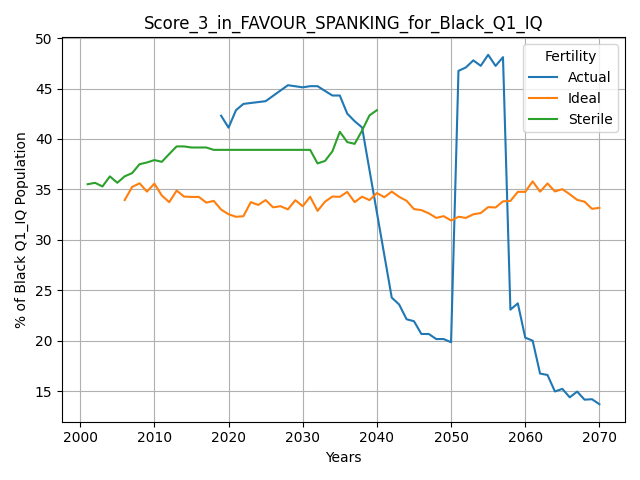 Score_3_in_FAVOUR_SPANKING_for_Black_Q1_IQ
Fertility
Actual
Ideal
Sterile
% of Black Q1_IQ Population
50
45
40
35
30
25
20
15
2000 2010 2020 2030 2040 2050 2060 2070
Years